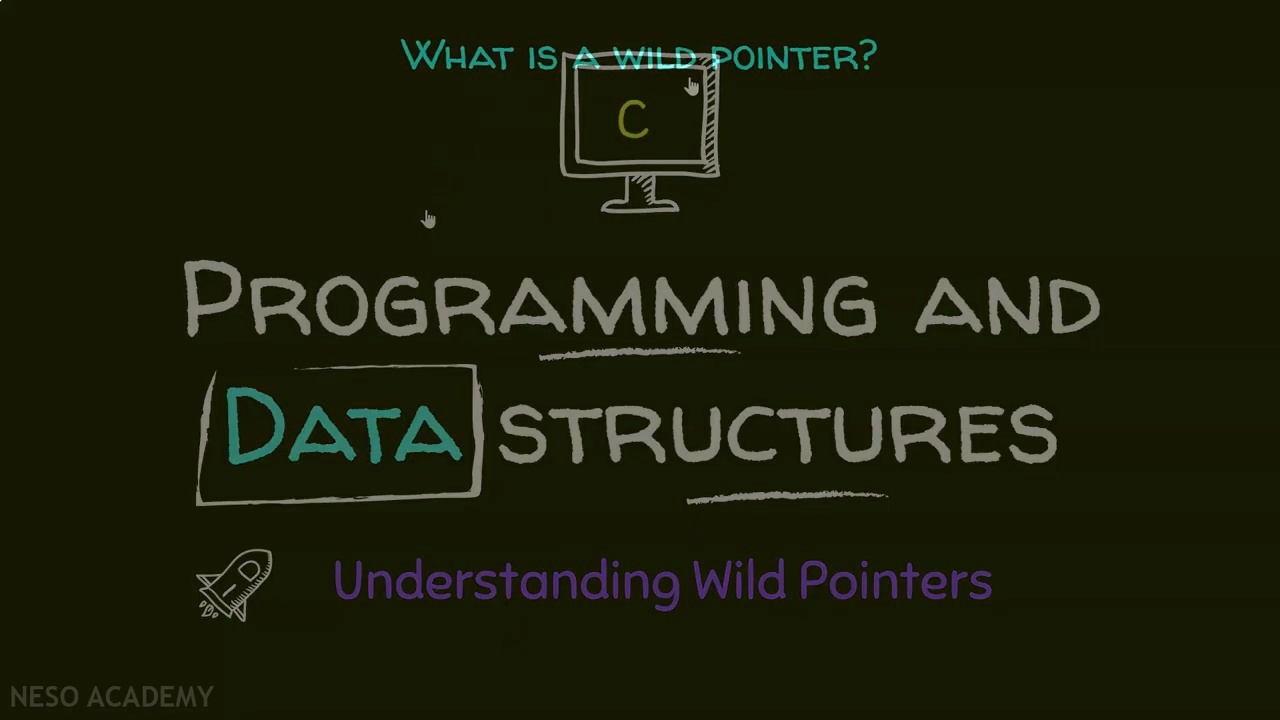 What is a wild pointer?
C
Programming and
Data structures
Understanding Wild Pointers
NESO ACADEMY